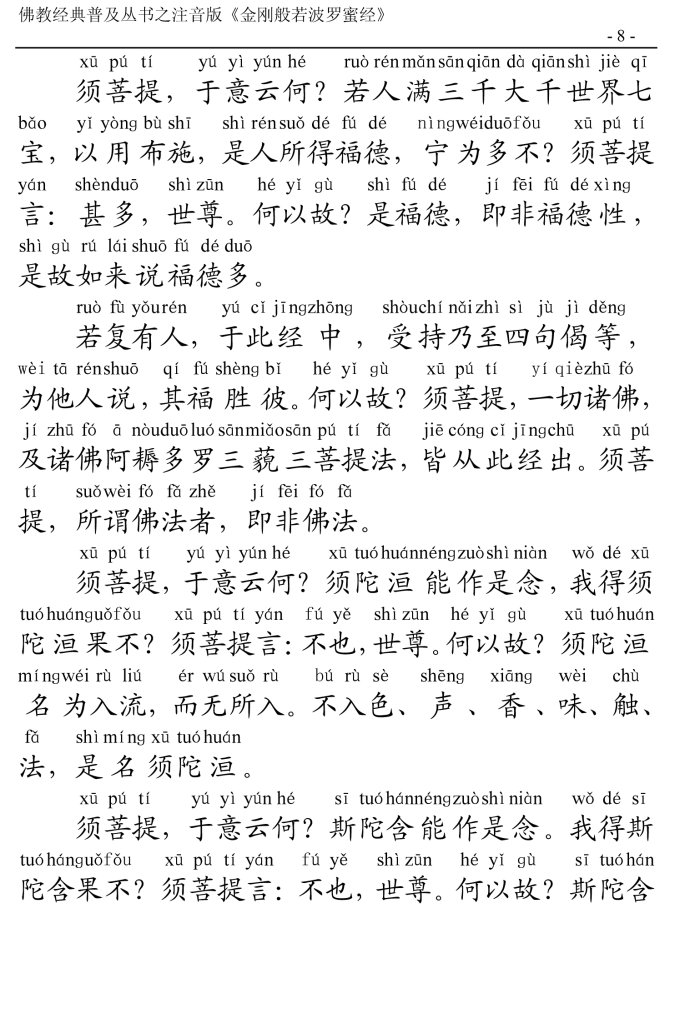 佛教经典普及丛书之注音版《金刚般若波罗蜜经》
- 8 -
xū pú tí yú yì yún hé ruò rén mǎn sān qiān dà qiān shì jiè qī
须菩提，于意云何？若人满三千大千世界七
bǎo yǐ yòng bù shī shì rén suǒ dé fú dé nìng wéi duō fǒu xū pú tí
宝，以用布施，是人所得福德，宁为多不？须菩提
yán shèn duō shì zūn hé yǐ gù shì fú dé jí fēi fú dé xìng
言：甚多，世尊。何以故？是福德，即非福德性，
shì gù rú lái shuō fú dé duō
是故如来说福德多。
ruò fù yǒu rén yú cǐ jīng zhōng shòu chí nǎi zhì sì jù jì děng
若复有人，于此经中，受持乃至四句偈等，
wèi tā rén shuō qí fú shèng bǐ hé yǐ gù xū pú tí yí qiè zhū fó
为他人说，其福胜彼。何以故？须菩提，一切诸佛，
jí zhū fó ā nòu duō luó sān miǎo sān pú tí fǎ jiē cóng cǐ jīng chū xū pú
及诸佛阿耨多罗三藐三菩提法，皆从此经出。须菩
tí suǒ wèi fó fǎ zhě jí fēi fó fǎ
提，所谓佛法者，即非佛法。
xū pú tí yú yì yún hé xū tuó huán néng zuò shì niàn wǒ dé xū
须菩提，于意云何？须陀洹能作是念，我得须
tuó huán guǒ fǒu xū pú tí yán fú yě shì zūn hé yǐ gù xū tuó huán
陀洹果不？须菩提言：不也，世尊。何以故？须陀洹
míng wéi rù liú ér wú suǒ rù bú rù sè shēng xiāng wèi chù
名为入流，而无所入。不入色、声、香、味、触、
fǎ shì míng xū tuó huán
法，是名须陀洹。
xū pú tí yú yì yún hé sī tuó hán néng zuò shì niàn wǒ dé sī
须菩提，于意云何？斯陀含能作是念。我得斯
tuó hán guǒ fǒu xū pú tí yán fú yě shì zūn hé yǐ gù sī tuó hán
陀含果不？须菩提言：不也，世尊。何以故？斯陀含